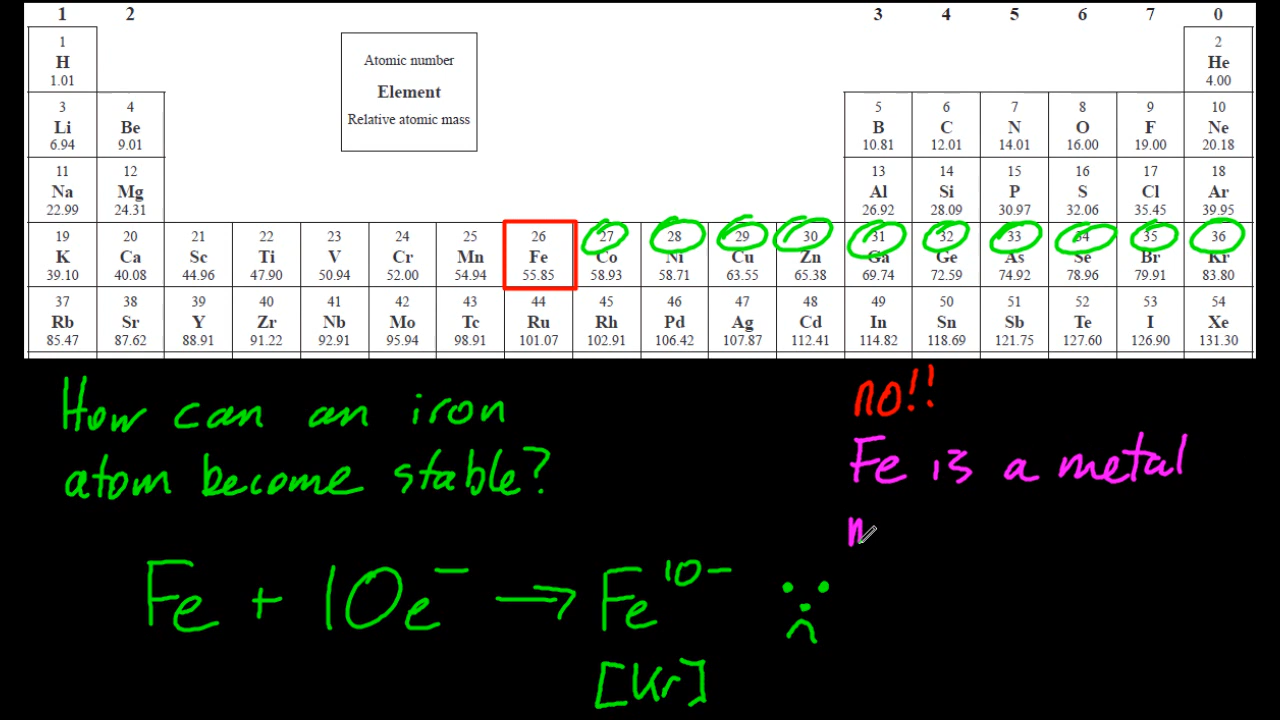 1 2 3 4 5 6 7 0
1 2
H Atomic number He
1.01 Element 4.00
Relative atomic mass
3 4 5 6 7 8 9 10
Li Be B C N O F Ne
6.94 9.01 10.81 12.01 14.01 16.00 19.00 20.18
11 12 13 14 15 16 17 18
Na Mg Al Si P S Cl Ar
22.99 24.31 26.92 28.09 30.97 32.06 35.45 39.95
19 20 21 22 23 24 25 26 27 28 29 30 31 32 33 34 35 36
K Ca Sc Ti V Cr Mn Fe Co Ni Cu Zn Ga Ge As Se Br Kr
39.10 40.08 44.96 47.90 50.94 52.00 54.94 55.85 58.93 58.71 63.55 65.38 69.74 72.59 74.92 78.96 79.91 83.80
37 38 39 40 41 42 43 44 45 46 47 48 49 50 51 52 53 54
Rb Sr Y Zr Nb Mo Tc Ru Rh Pd Ag Cd In Sn Sb Te I Xe
85.47 87.62 88.91 91.22 92.91 95.94 98.91 101.07 102.91 106.42 107.87 112.41 114.82 118.69 121.75 127.60 126.90 131.30
How can an iron
atom become stable?
no!!
Fe is a metal
n
Fe + 10e⁻ → Fe¹⁰⁻
[Kr]